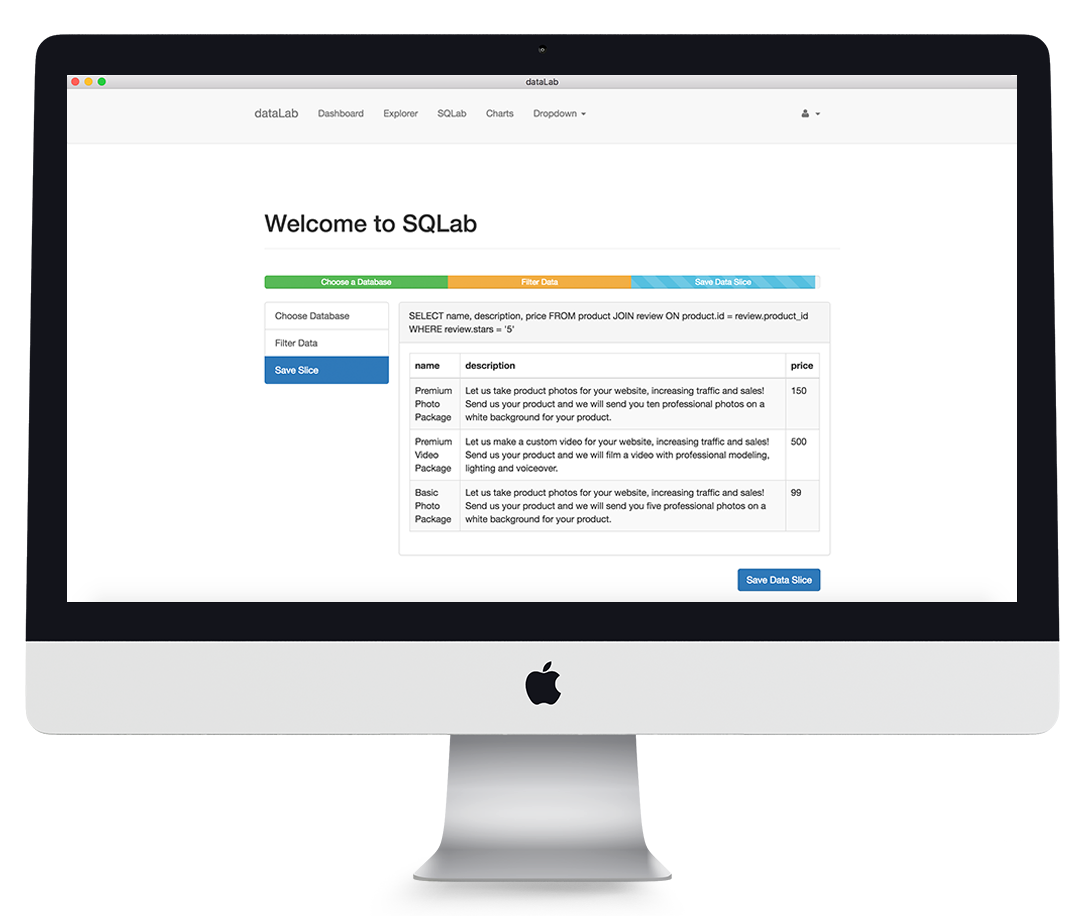 dataLab
dataLab Dashboard Explorer SQLab Charts Dropdown
Welcome to SQLab
Choose a Database Filter Data Save Data Slice
Choose Database
Filter Data
Save Slice
SELECT name, description, price FROM product JOIN review ON product.id = review.product_id
WHERE review.stars = '5'
name description price
Premium Let us take product photos for your website, increasing traffic and sales! 150
Photo Send us your product and we will send you ten professional photos on a
Package white background for your product.
Premium Let us make a custom video for your website, increasing traffic and sales! 500
Video Send us your product and we will film a video with professional modeling,
Package lighting and voiceover.
Basic Let us take product photos for your website, increasing traffic and sales! 99
Photo Send us your product and we will send you five professional photos on a
Package white background for your product.
Save Data Slice